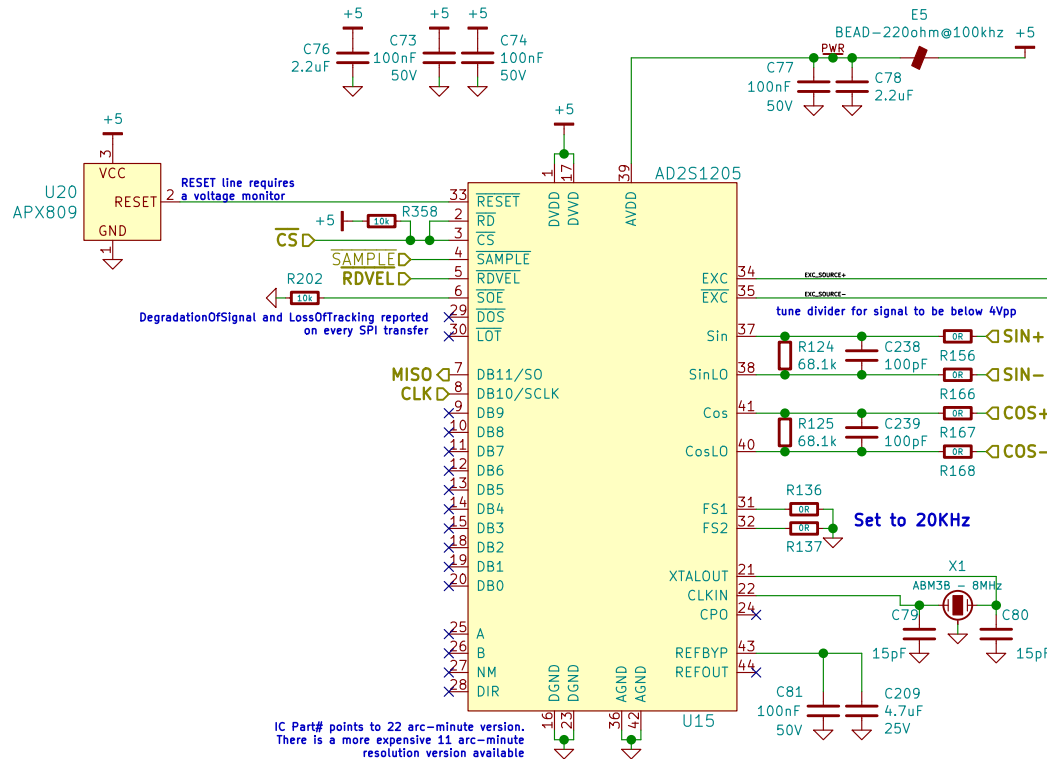 +5 +5 +5
C76 2.2uF
C73 100nF 50V
C74 100nF 50V
E5
BEAD-220ohm@100khz
+5
PWR
C77 100nF 50V
C78 2.2uF
+5
3
VCC
U20
APX809
RESET
2
GND
1
RESET line requires
a voltage monitor
+5
1
17
39
AD2S1205
DVDD
DVVD
AVDD
33 RESET
+5 10k R358
2 RD
CS
3 CS
SAMPLE
4 SAMPLE
RDVEL
5 RDVEL
R202
10k
6 SOE
DegradationOfSignal and LossOfTracking reported
on every SPI transfer
29 DOS
30 LOT
MISO 7 DB11/SO
CLK 8 DB10/SCLK
9 DB9
10 DB8
11 DB7
12 DB6
13 DB5
14 DB4
15 DB3
18 DB2
19 DB1
20 DB0
25 A
26 B
27 NM
28 DIR
EXC 34 EXC_SOURCE+
EXC 35 EXC_SOURCE-
tune divider for signal to be below 4Vpp
Sin 37
R124
68.1k
C238
100pF
0R
R156
SIN+
SinLO 38
0R
R166
SIN-
Cos 41
R125
68.1k
C239
100pF
0R
R167
COS+
CosLO 40
0R
R168
COS-
R136
FS1 31 0R
FS2 32 0R
R137
Set to 20KHz
XTALOUT 21
X1
ABM3B - 8MHz
CLKIN 22
CPO 24
C79
15pF
C80
15pF
REFBYP 43
REFOUT 44
C81
100nF
50V
C209
4.7uF
25V
DGND
DGND
AGND
AGND
16
23
36
42
U15
IC Part# points to 22 arc-minute version.
There is a more expensive 11 arc-minute
resolution version available